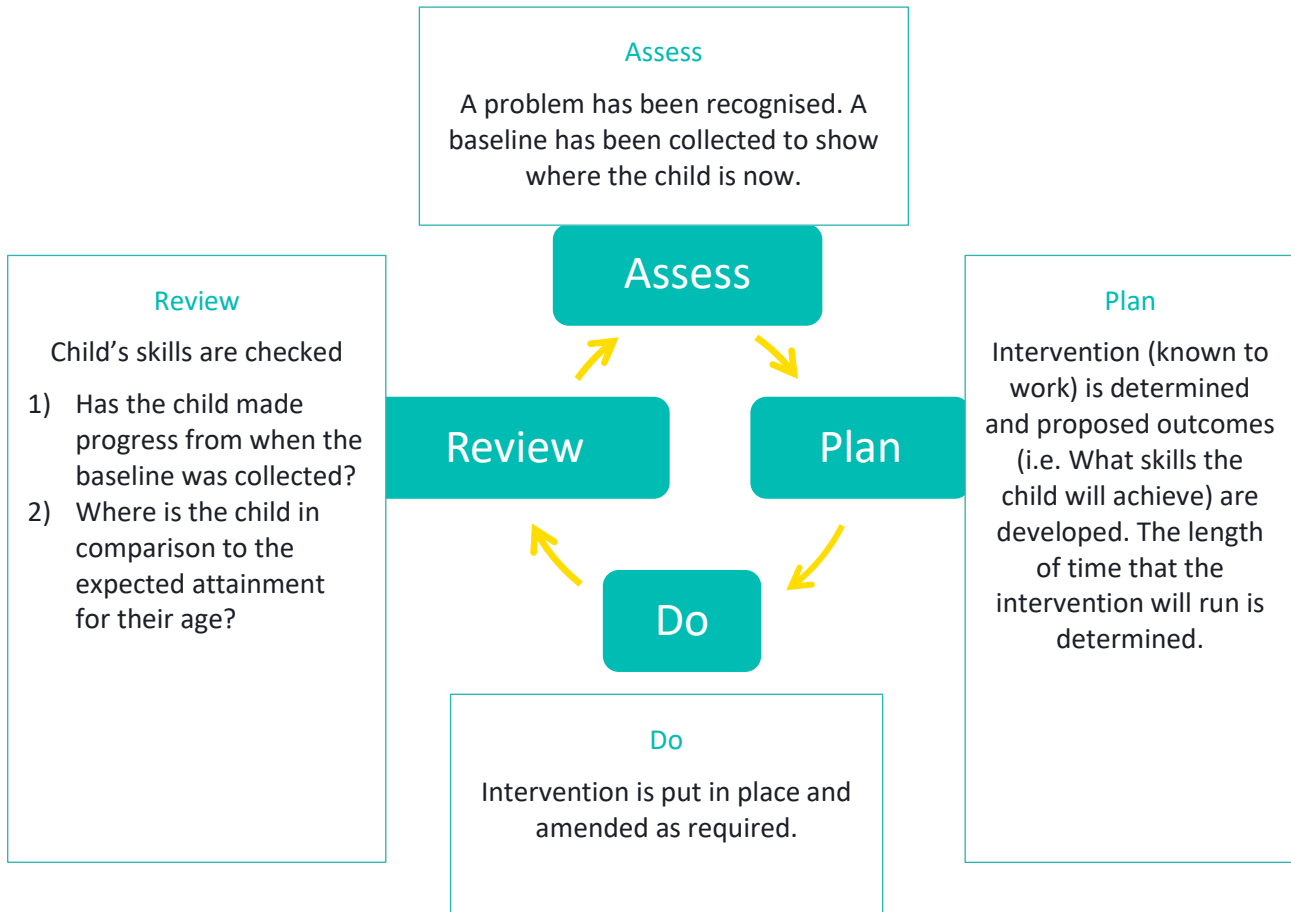 Assess
A problem has been recognised. A
baseline has been collected to show
where the child is now.
Assess
Review
Child’s skills are checked
1) Has the child made
progress from when the
baseline was collected?
2) Where is the child in
comparison to the
expected attainment
for their age?
Review
Plan
Plan
Intervention (known to
work) is determined
and proposed outcomes
(i.e. What skills the
child will achieve) are
developed. The length
of time that the
intervention will run is
determined.
Do
Do
Intervention is put in place and
amended as required.